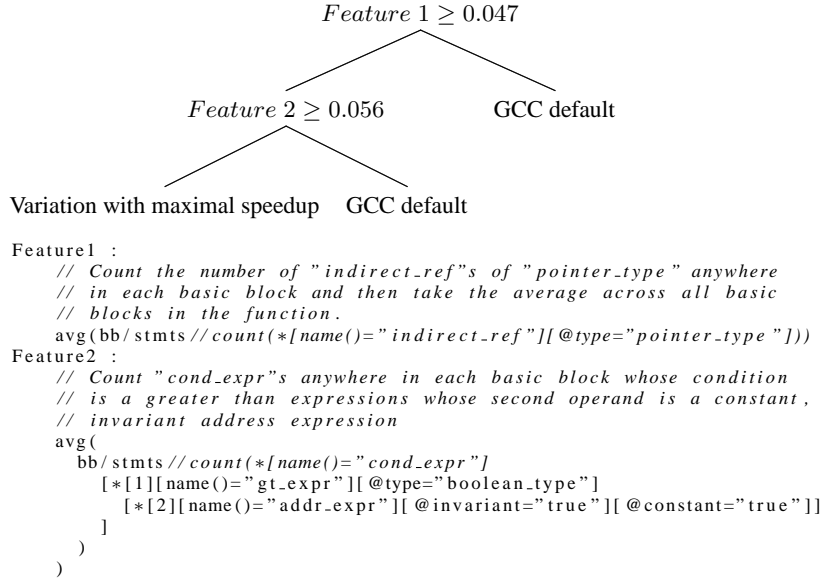 Feature 1 ≥ 0.047
Feature 2 ≥ 0.056 GCC default
Variation with maximal speedup GCC default
Feature1 :
// Count the number of "indirect_ref"s of "pointer_type" anywhere
// in each basic block and then take the average across all basic
// blocks in the function.
avg(bb/stmts//count(*[name()="indirect_ref"][@type="pointer_type"]))
Feature2 :
// Count "cond_expr"s anywhere in each basic block whose condition
// is a greater than expressions whose second operand is a constant,
// invariant address expression
avg(
bb/stmts//count(*[name()="cond_expr"]
[*[1][name()="gt_expr"][@type="boolean_type"]
[*[2][name()="addr_expr"][@invariant="true"][@constant="true"]]
]
)
)